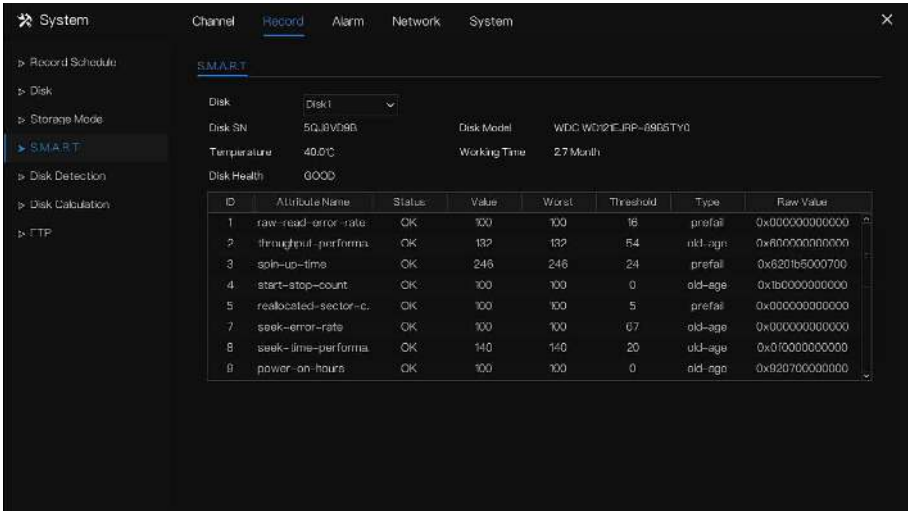 System Channel Record Alarm Network System
Record Schedule
S.M.A.R.T
Disk
Storage Mode
S.M.A.R.T
Disk Detection
Disk Calculation
FTP
Disk Disk1
Disk SN 5QJ8VD9B Disk Model
Temperature 40.0℃ Working Time 2.7 Month
Disk Health GOOD
ID Attribute Name Status Value Worst Threshold Type Raw Value
1 raw-read-error-rate OK 100 100 16 prefail 0x000000000000
2 throughput-performa. OK 132 132 54 old-age 0x600000000000
3 spin-up-time OK 246 246 24 prefail 0x6201b5000700
4 start-stop-count OK 100 100 0 old-age 0x1b0000000000
5 reallocated-sector-c. OK 100 100 5 prefail 0x000000000000
7 seek-error-rate OK 100 100 67 old-age 0x000000000000
8 seek-time-performa. OK 140 140 20 old-age 0x0f0000000000
9 power-on-hours OK 100 100 0 old-age 0x920700000000